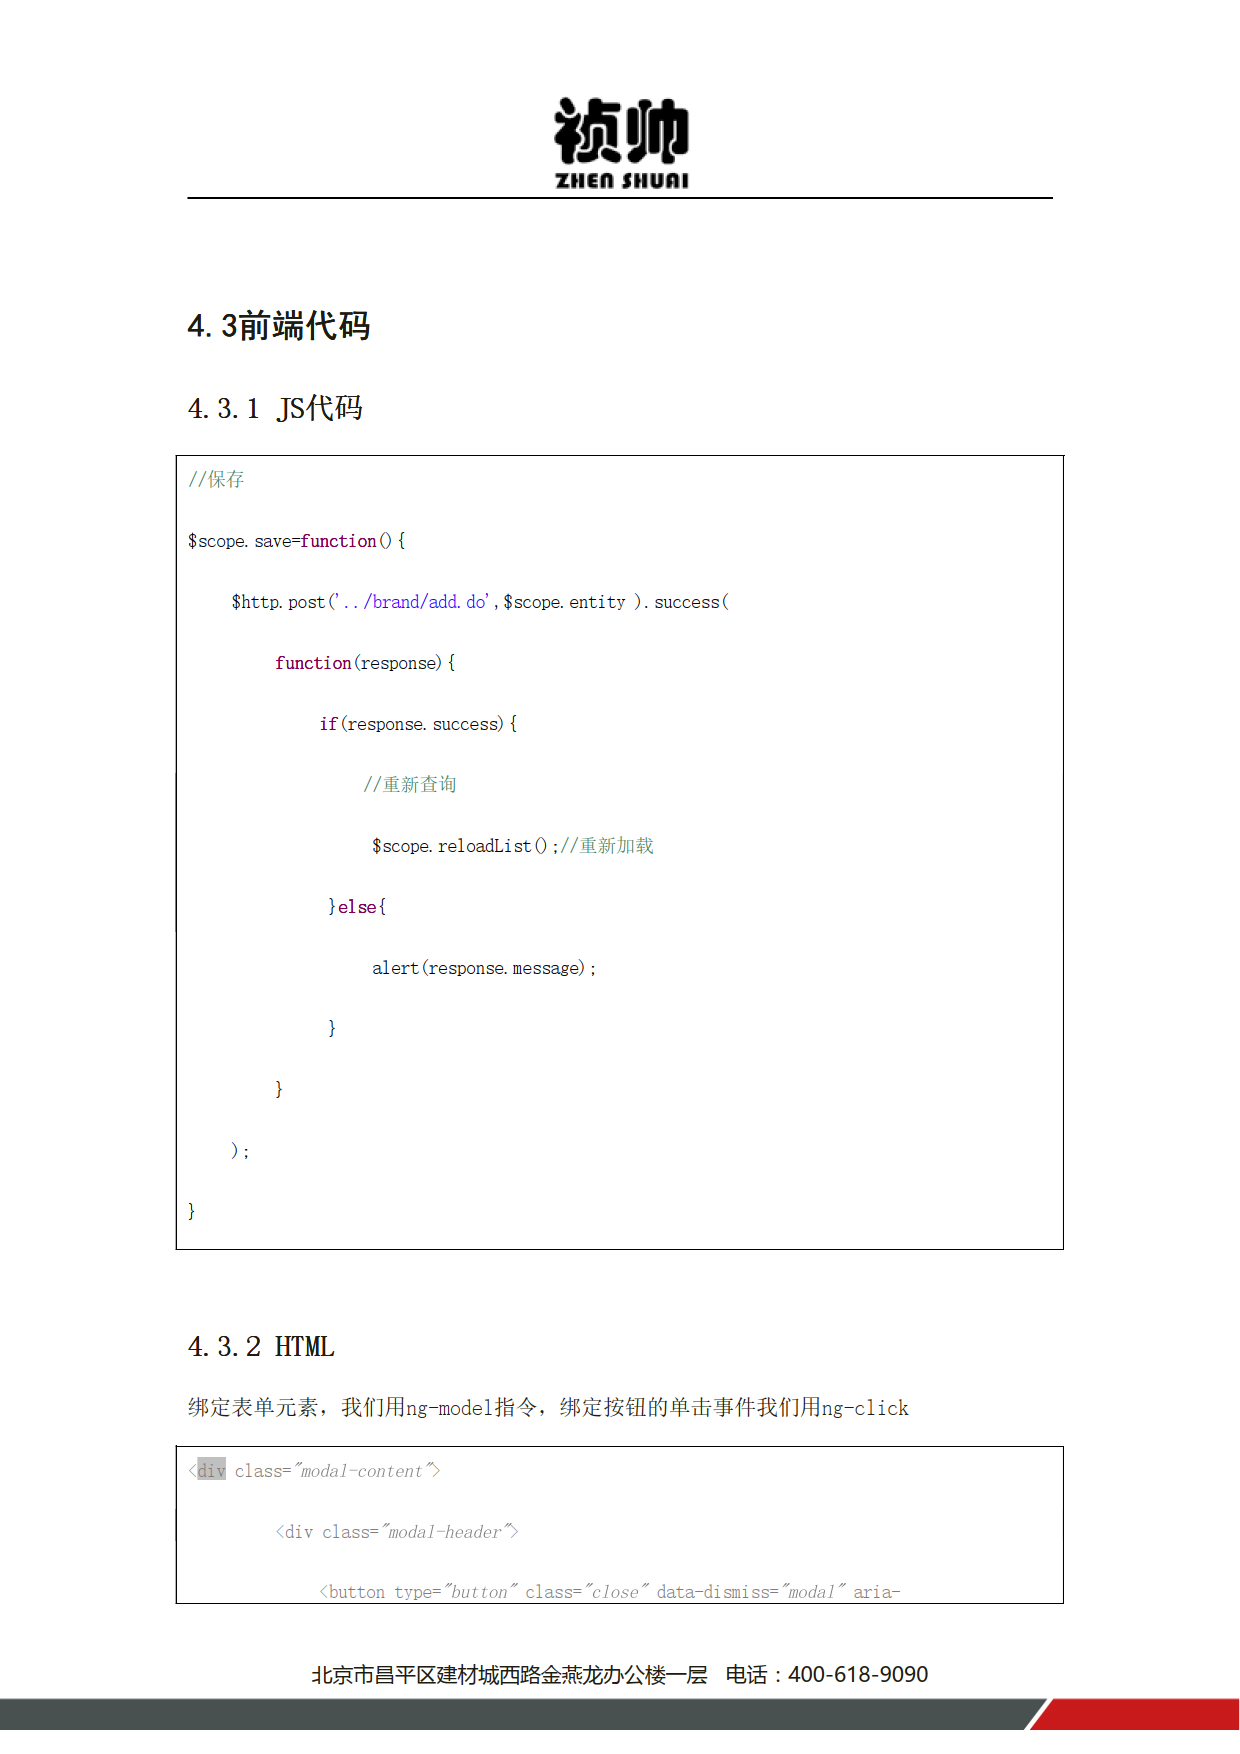 祯帅
ZHEN SHUAI
4.3前端代码
4.3.1 JS代码
//保存
$scope.save=function(){
$http.post('../brand/add.do',$scope.entity ).success(
function(response){
if(response.success){
//重新查询
$scope.reloadList();//重新加载
}else{
alert(response.message);
}
}
);
}
4.3.2 HTML
绑定表单元素，我们用ng-model指令，绑定按钮的单击事件我们用ng-click
<div class="modal-content">
<div class="modal-header">
<button type="button" class="close" data-dismiss="modal" aria-
北京市昌平区建材城西路金燕龙办公楼一层 电话：400-618-9090